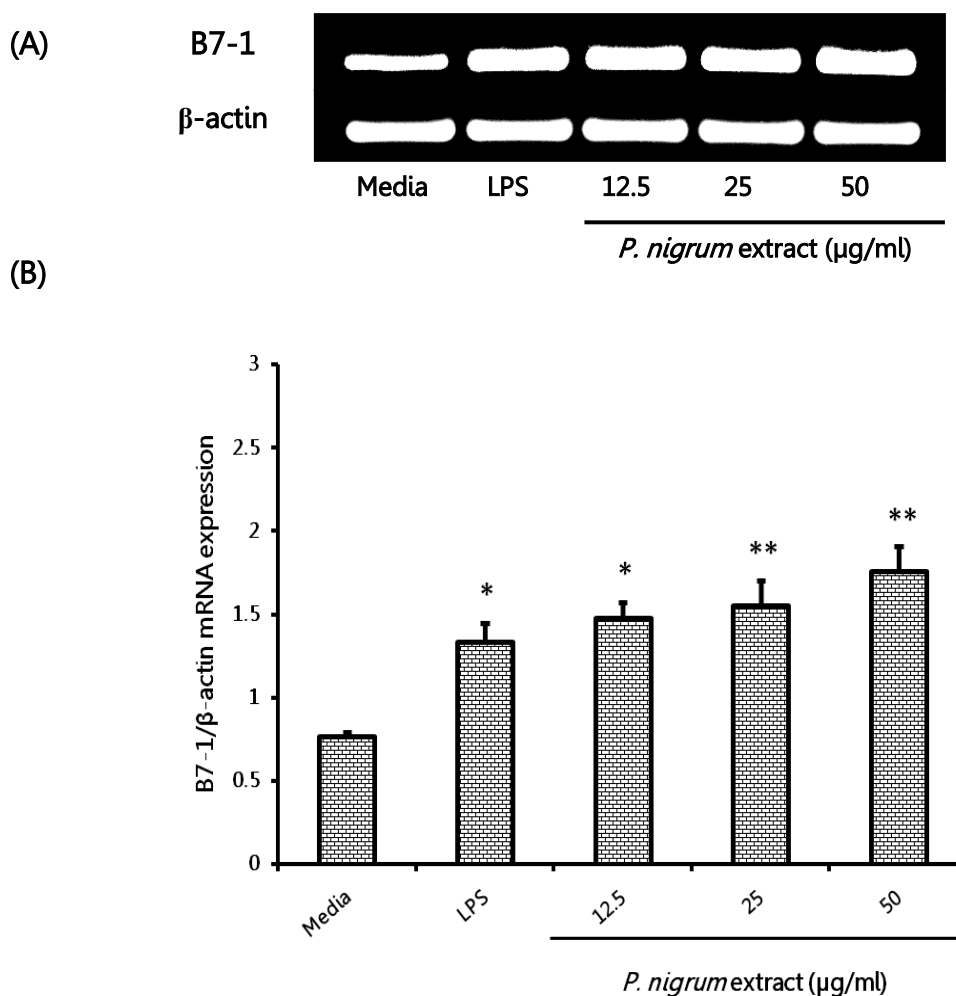 (A)
B7-1
β-actin
Media LPS 12.5 25 50
P. nigrum extract (µg/ml)
(B)
B7-1/β-actin mRNA expression
3
2.5
2
1.5
1
0.5
0
* * ** **
Media LPS 12.5 25 50
P. nigrum extract (µg/ml)